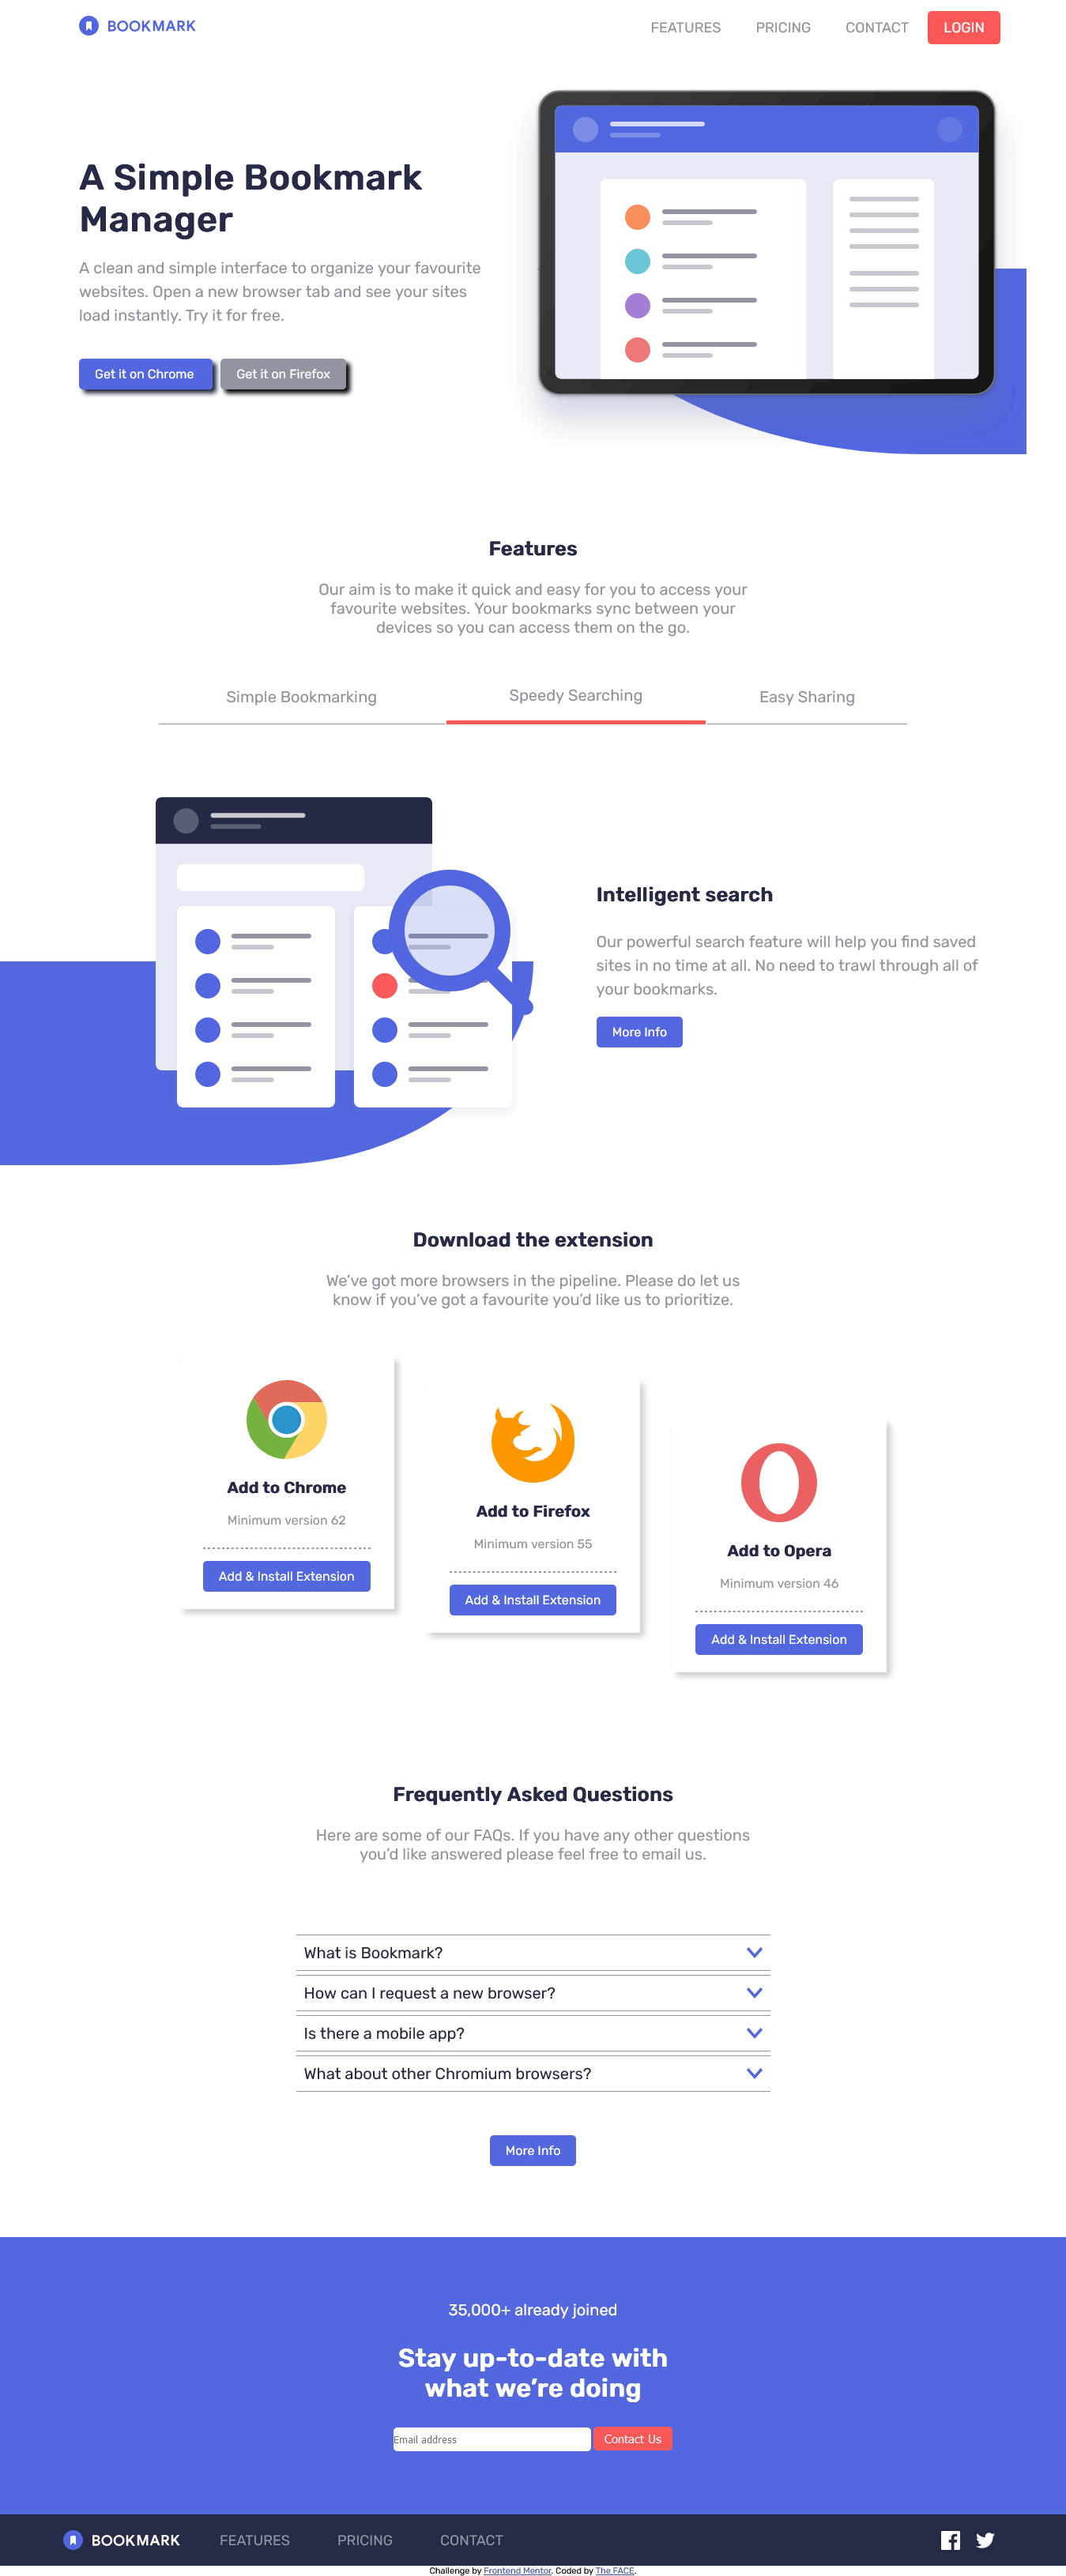 BOOKMARK
FEATURES PRICING CONTACT LOGIN
A Simple Bookmark
Manager
A clean and simple interface to organize your favourite
websites. Open a new browser tab and see your sites
load instantly. Try it for free.
Get it on Chrome Get it on Firefox
Features
Our aim is to make it quick and easy for you to access your
favourite websites. Your bookmarks sync between your
devices so you can access them on the go.
Simple Bookmarking Speedy Searching Easy Sharing
Intelligent search
Our powerful search feature will help you find saved
sites in no time at all. No need to trawl through all of
your bookmarks.
More Info
Download the extension
We’ve got more browsers in the pipeline. Please do let us
know if you’ve got a favourite you’d like us to prioritize.
Add to Chrome
Minimum version 62
Add & Install Extension
Add to Firefox
Minimum version 55
Add & Install Extension
Add to Opera
Minimum version 46
Add & Install Extension
Frequently Asked Questions
Here are some of our FAQs. If you have any other questions
you’d like answered please feel free to email us.
What is Bookmark?
How can I request a new browser?
Is there a mobile app?
What about other Chromium browsers?
More Info
35,000+ already joined
Stay up-to-date with
what we’re doing
Email address Contact Us
BOOKMARK FEATURES PRICING CONTACT
Challenge by Frontend Mentor. Coded by The FACE.